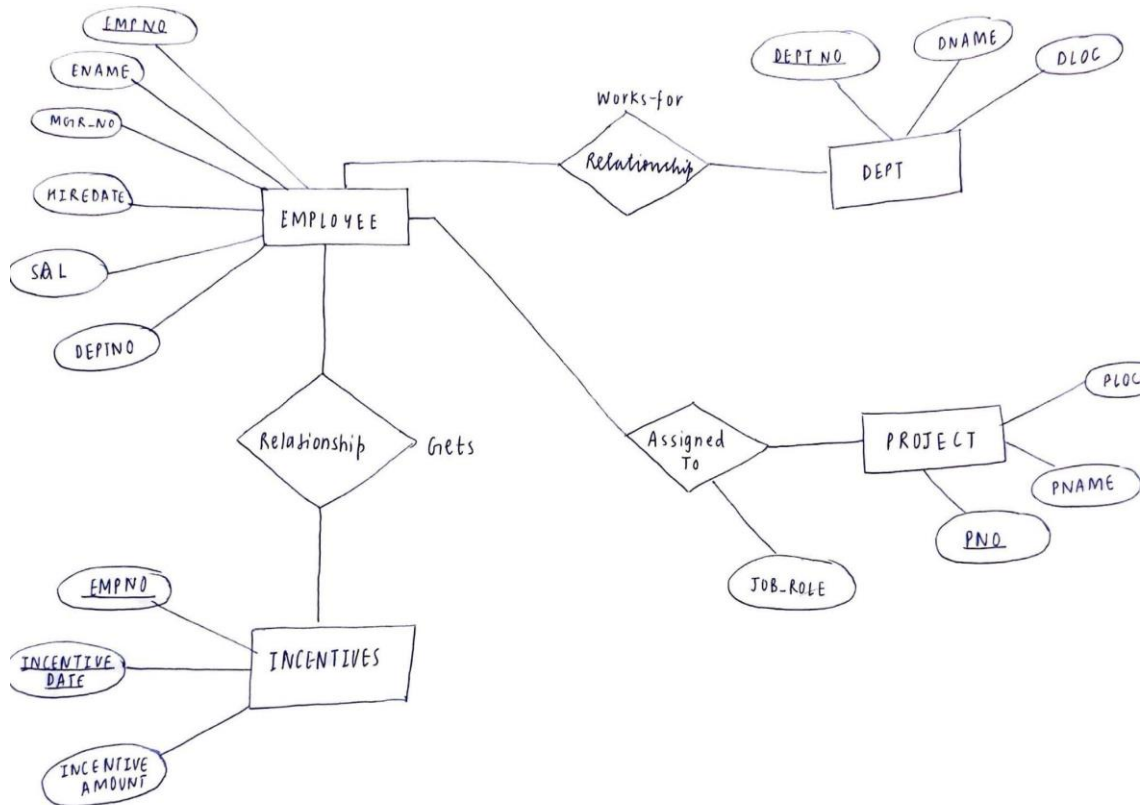 EMPNO
ENAME
MGR_NO
HIREDATE
SAL
DEPTNO
EMPLOYEE
Works-for
Relationship
DEPTNO
DNAME
DLOC
DEPT
Relationship
Gets
Assigned
To
JOB_ROLE
PROJECT
PLOC
PNAME
PNO
EMPNO
INCENTIVE
DATE
INCENTIVE
AMOUNT
INCENTIVES